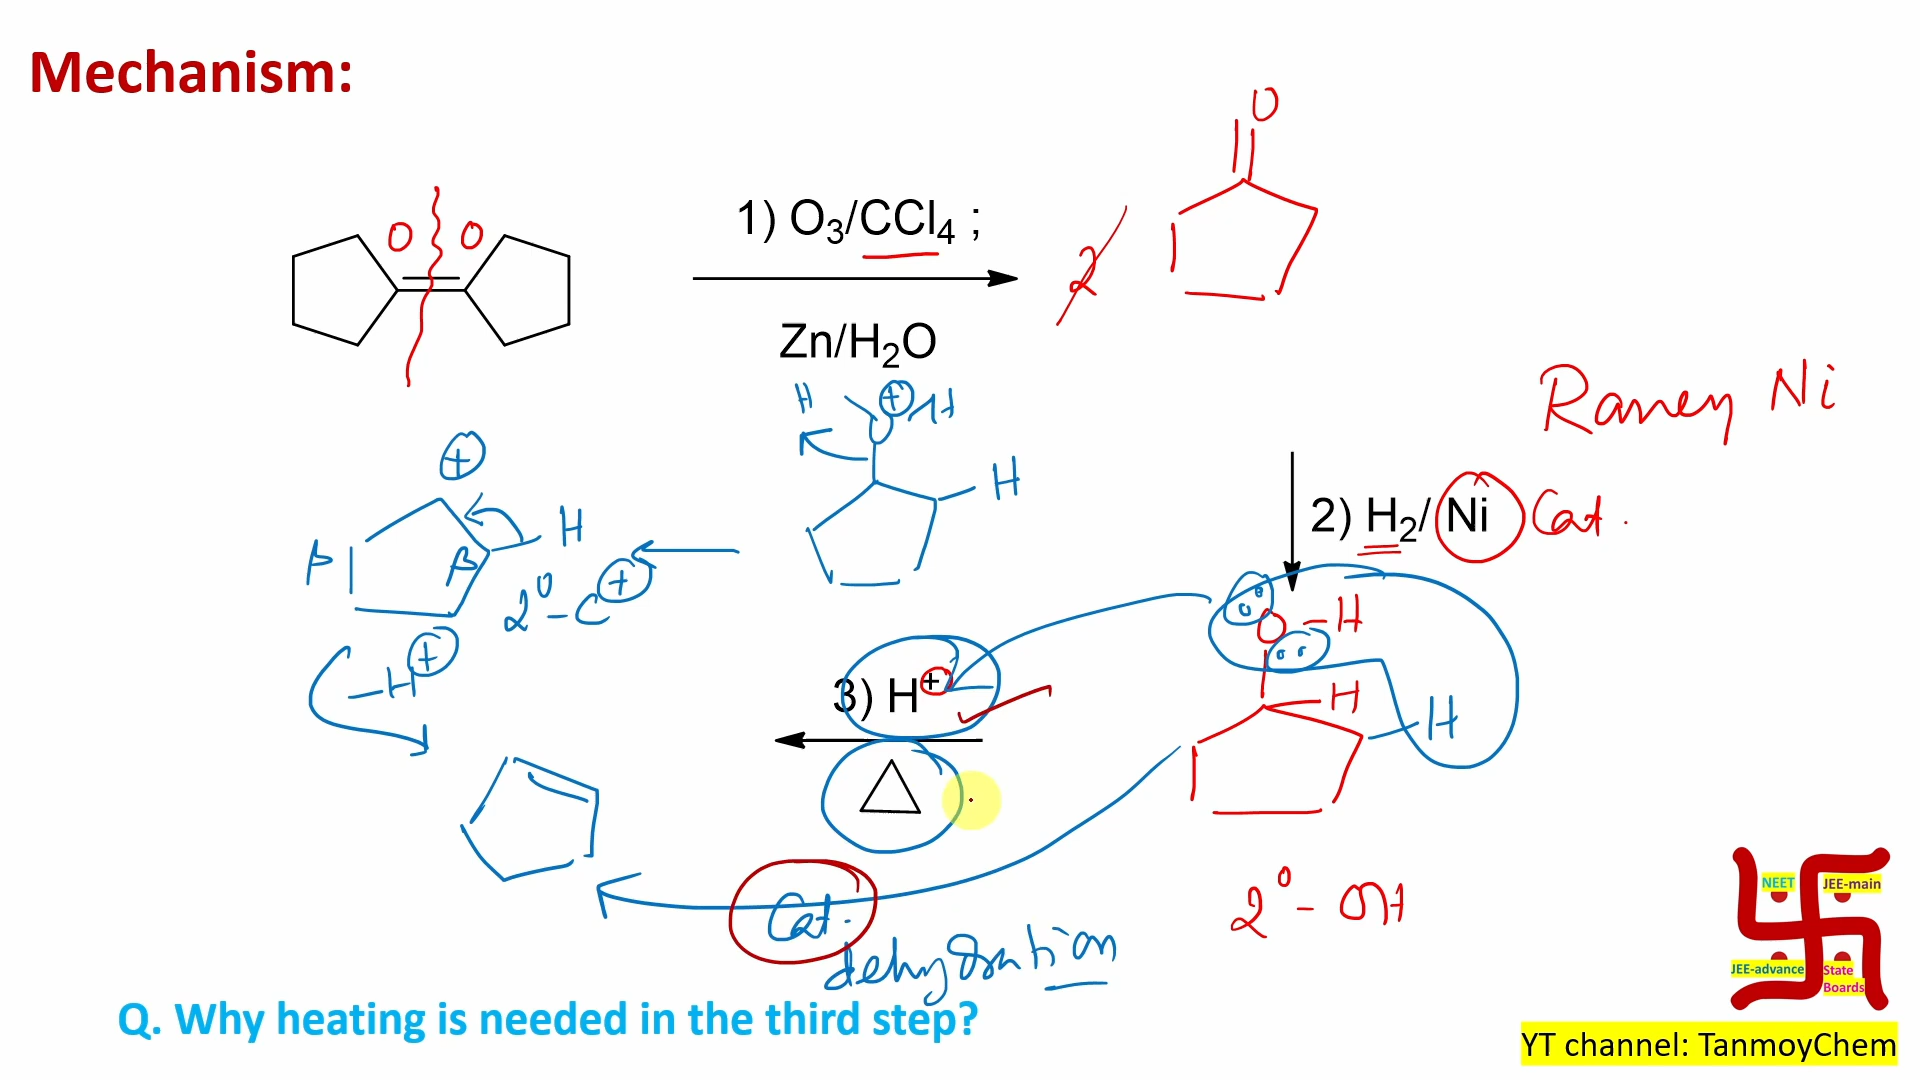 Mechanism:
O
1) O₃/CCl₄ ;
O O
2
Zn/H₂O
H ⊕ H
O
Raney Ni
⊕
H
H
2) H₂/ Ni Cat.
β β
2° - C⊕
O - H
-H⊕
3) H⁺
H
H
△
Cat.
2° - OH
dehydration
NEET
JEE-main
JEE-advance
State
Boards
Q. Why heating is needed in the third step?
YT channel: TanmoyChem